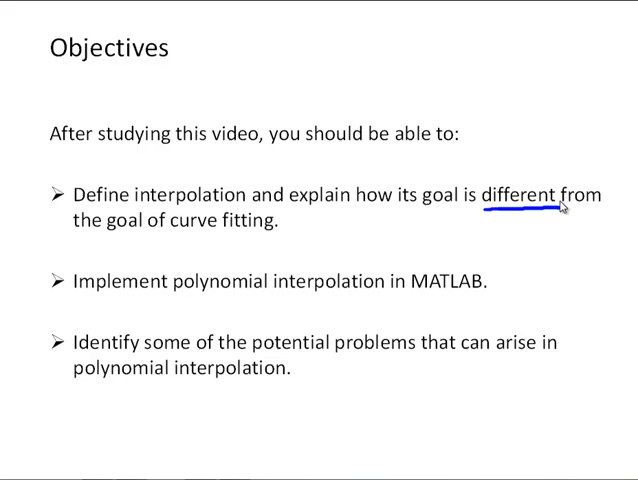 Objectives
After studying this video, you should be able to:
➤ Define interpolation and explain how its goal is different from
the goal of curve fitting.
➤ Implement polynomial interpolation in MATLAB.
➤ Identify some of the potential problems that can arise in
polynomial interpolation.